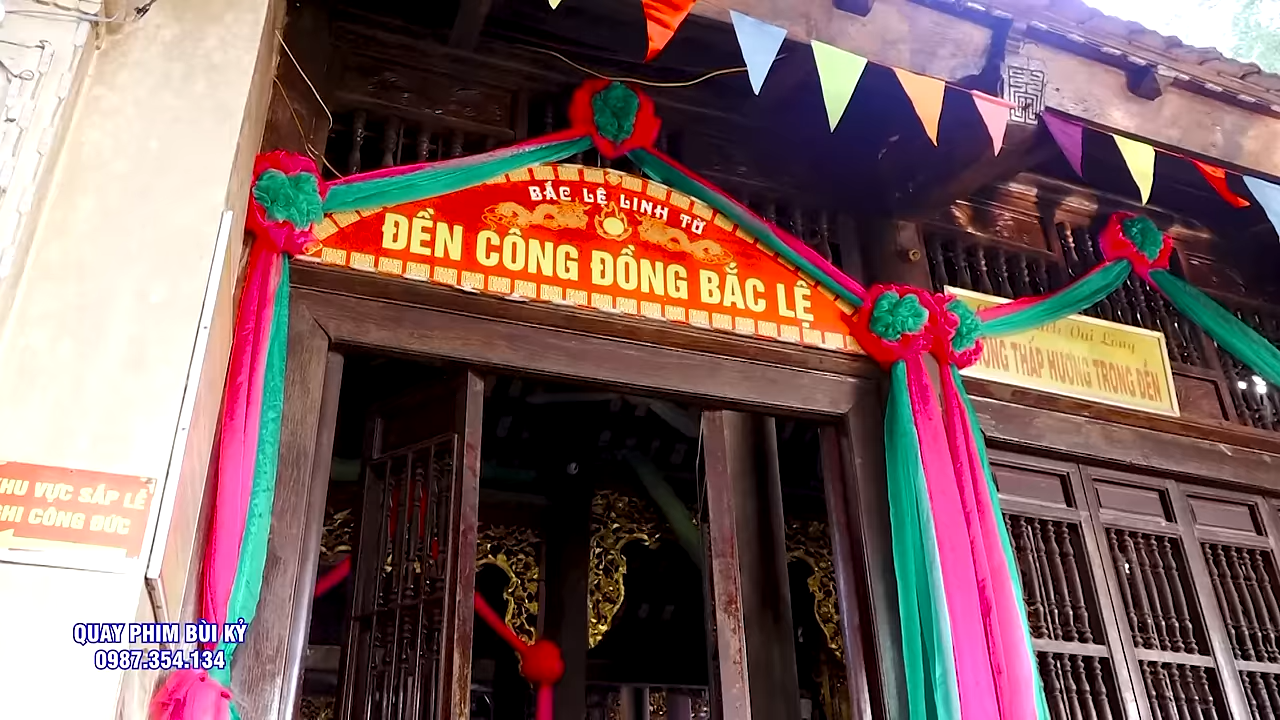 BẮC LỆ LINH TỪ
ĐỀN CÔNG ĐỒNG BẮC LỆ
THẮP HƯƠNG TRONG ĐỀN
KHU VỰC SẮP LỄ
GHI CÔNG ĐỨC
QUAY PHIM BÙI KỶ
0987.354.134